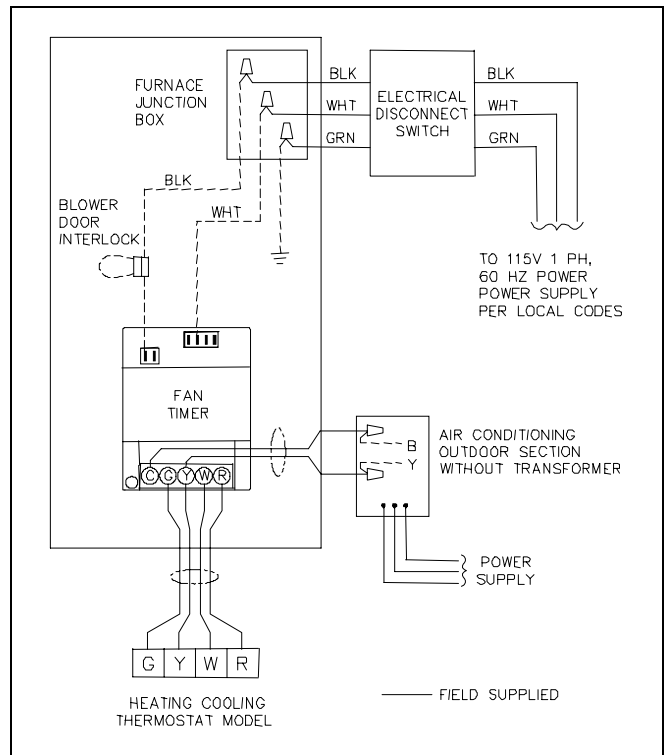 FURNACE
JUNCTION
BOX
BLK
WHT
GRN
ELECTRICAL
DISCONNECT
SWITCH
BLK
WHT
GRN
BLK
WHT
BLOWER
DOOR
INTERLOCK
TO 115V 1 PH,
60 HZ POWER
POWER SUPPLY
PER LOCAL CODES
FAN
TIMER
C G Y W R
B
Y
AIR CONDITIONING
OUTDOOR SECTION
WITHOUT TRANSFORMER
POWER
SUPPLY
G Y W R
HEATING COOLING
THERMOSTAT MODEL
FIELD SUPPLIED